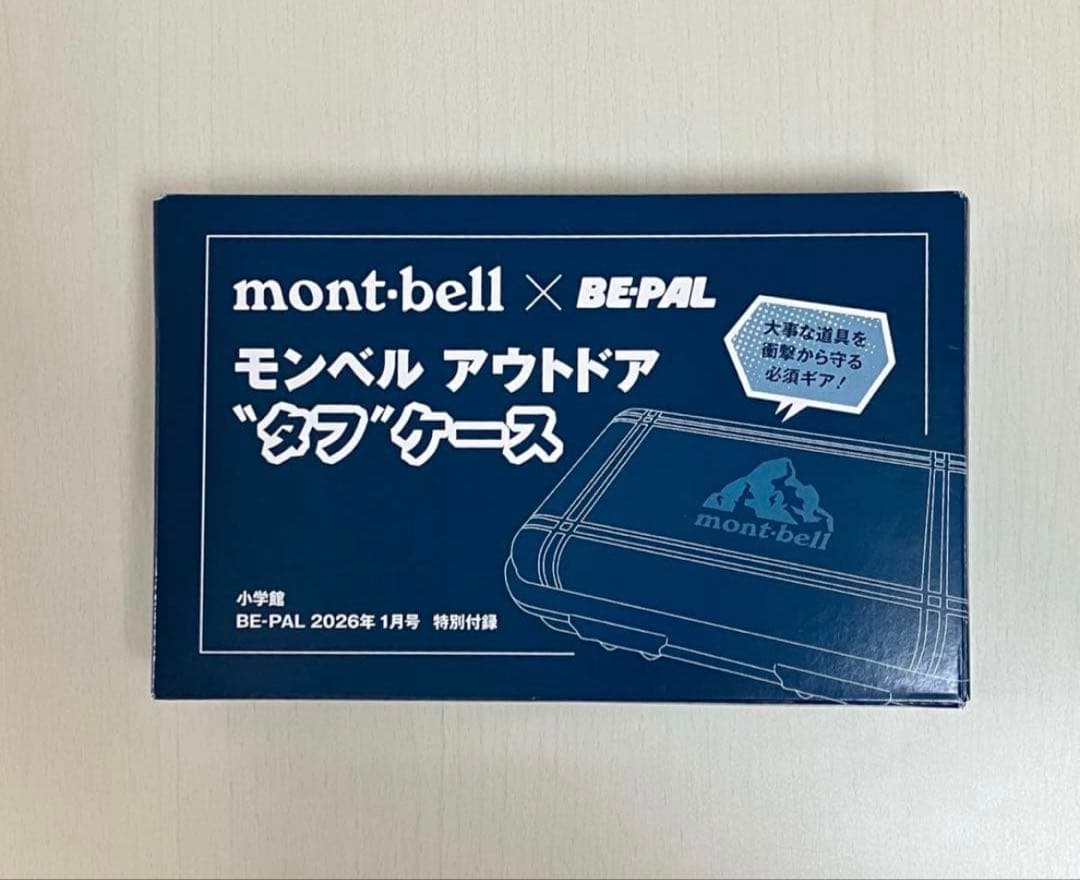 mont·bell × BE-PAL
モンベル アウトドア
"タフ"ケース
大事な道具を
衝撃から守る
必須ギア!
mont·bell
小学館
BE-PAL 2026年1月号 特別付録